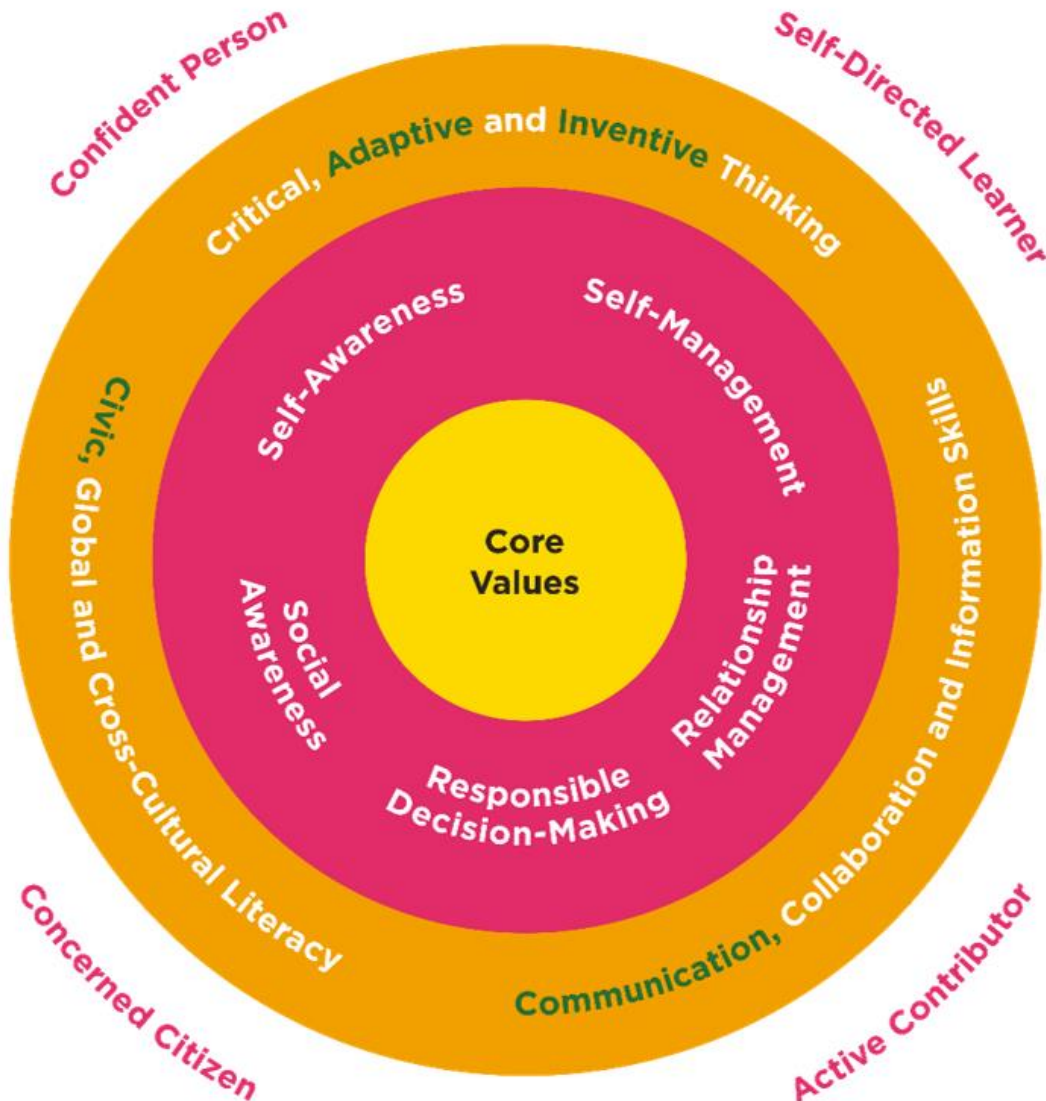 Confident Person
Self-Directed Learner
Critical, Adaptive and Inventive Thinking
Self-Awareness
Self-Management
Civic, Global and Cross-Cultural Literacy
Communication, Collaboration and Information Skills
Core
Values
Social
Awareness
Relationship
Management
Responsible
Decision-Making
Concerned Citizen
Active Contributor